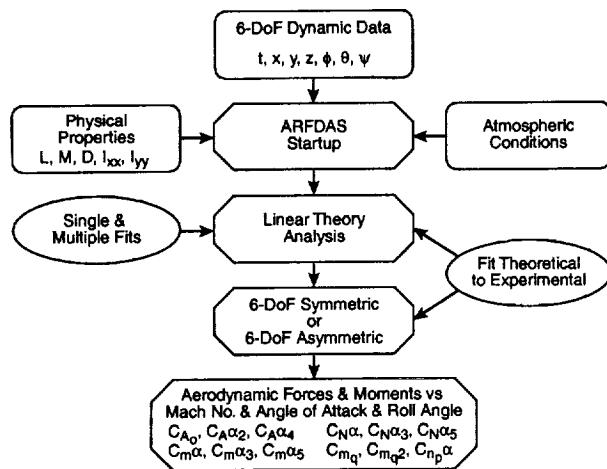 6-DoF Dynamic Data
t, x, y, z, ϕ, θ, ψ
Physical
Properties
L, M, D, Ixx, Iyy
ARFDAS
Startup
Atmospheric
Conditions
Single &
Multiple Fits
Linear Theory
Analysis
Fit Theoretical
to Experimental
6-DoF Symmetric
or
6-DoF Asymmetric
Aerodynamic Forces & Moments vs
Mach No. & Angle of Attack & Roll Angle
CAo, CAα2, CAα4 CNα, CNα3, CNα5
Cmα, Cmα3, Cmα5 Cmq, Cmq2, Cnpα